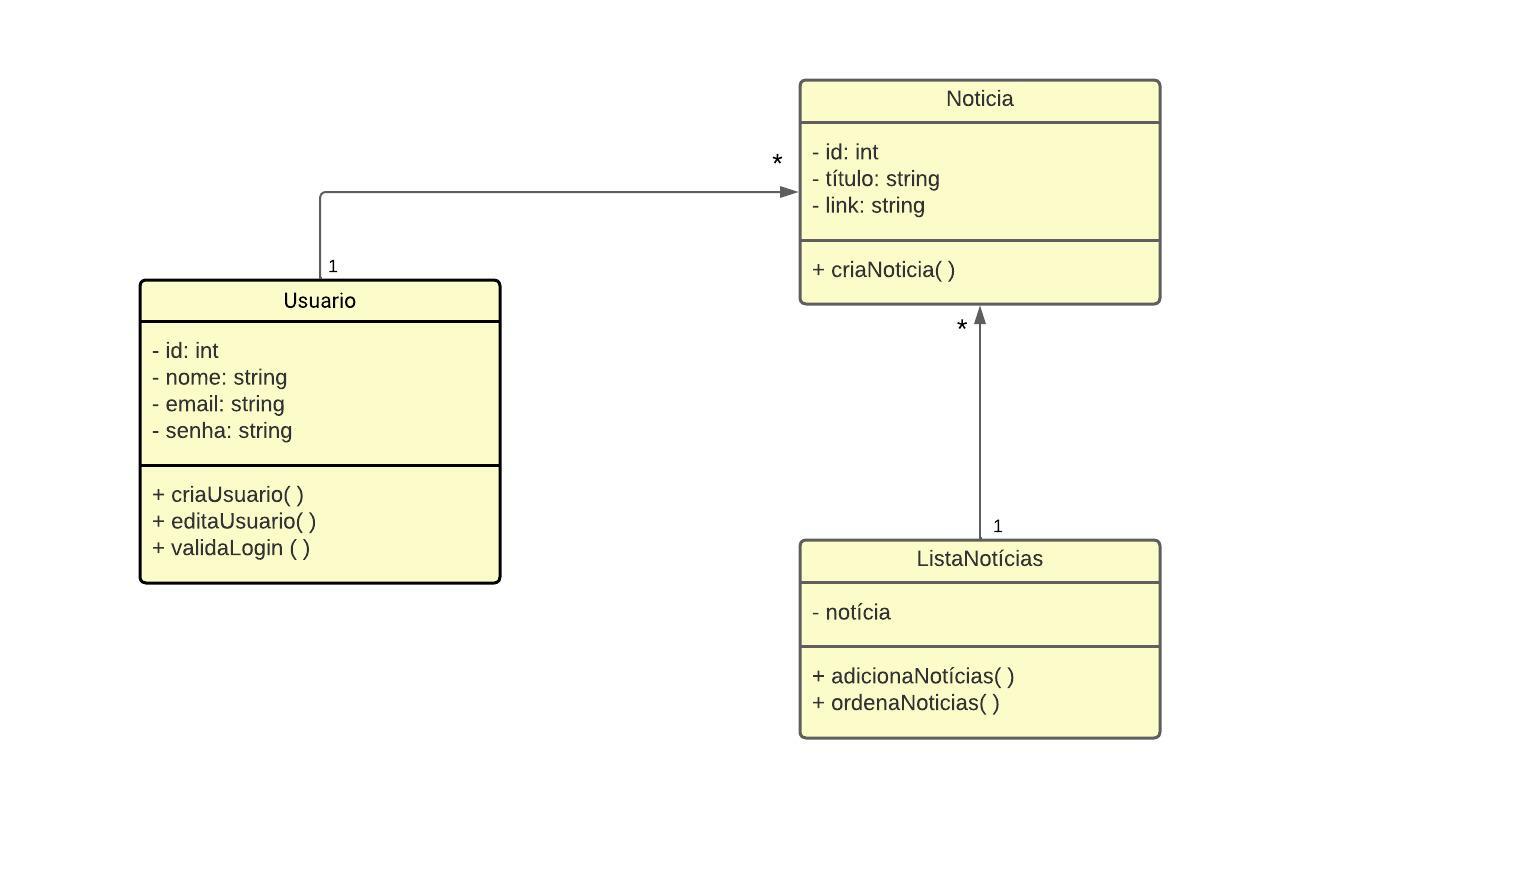 Noticia
- id: int
- título: string
- link: string
+ criaNoticia( )
*
1
Usuario
- id: int
- nome: string
- email: string
- senha: string
+ criaUsuario( )
+ editaUsuario( )
+ validaLogin ( )
*
1
ListaNotícias
- notícia
+ adicionaNotícias( )
+ ordenaNoticias( )